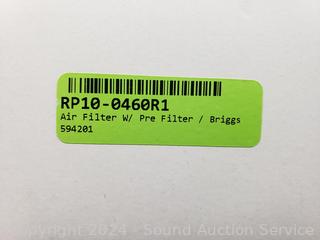 RP10-0460R1
Air Filter W/ Pre Filter / Briggs
594201
Copyright 2024 - Sound Auction Service